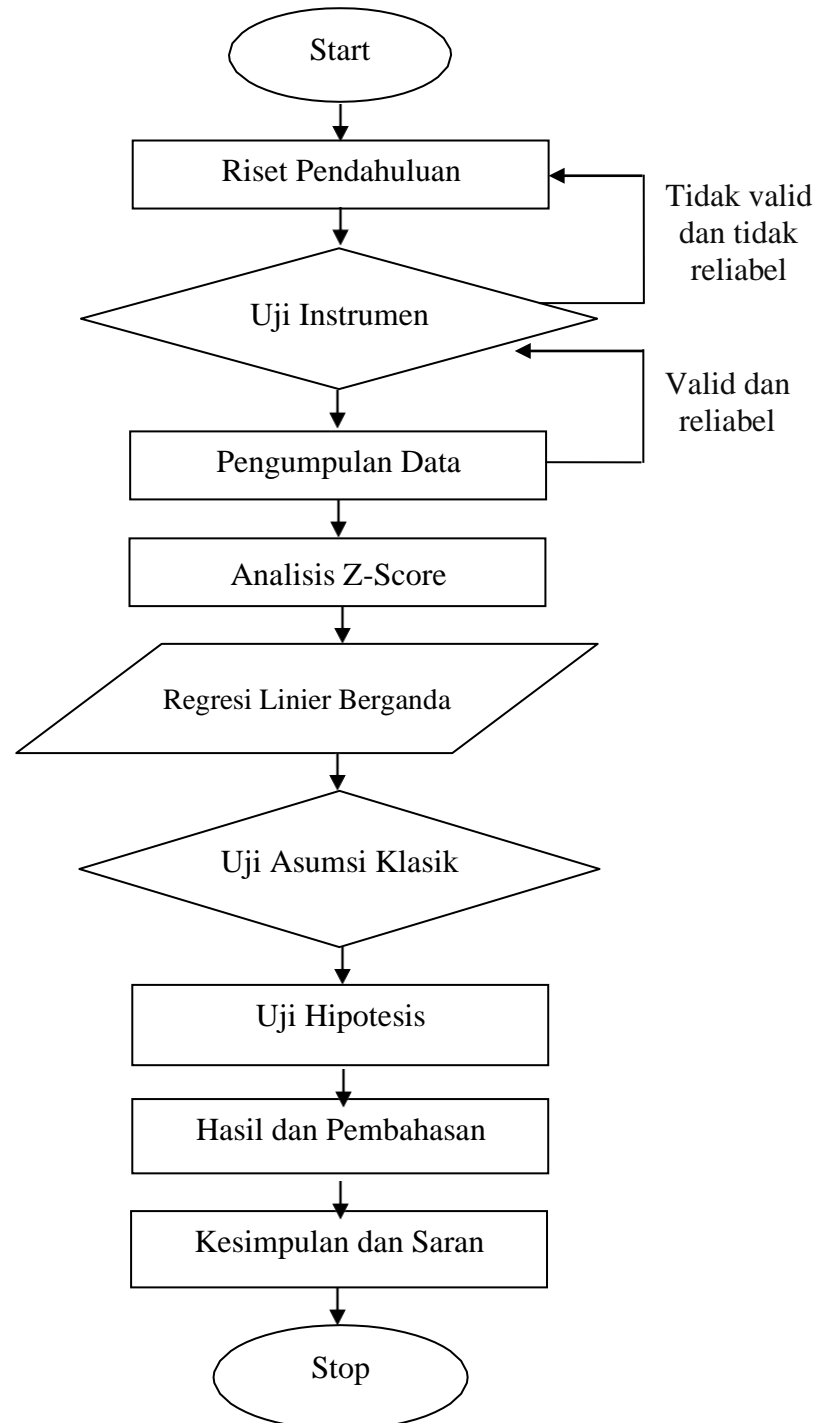 Start
Riset Pendahuluan
Tidak valid
dan tidak
reliabel
Uji Instrumen
Valid dan
reliabel
Pengumpulan Data
Analisis Z-Score
Regresi Linier Berganda
Uji Asumsi Klasik
Uji Hipotesis
Hasil dan Pembahasan
Kesimpulan dan Saran
Stop